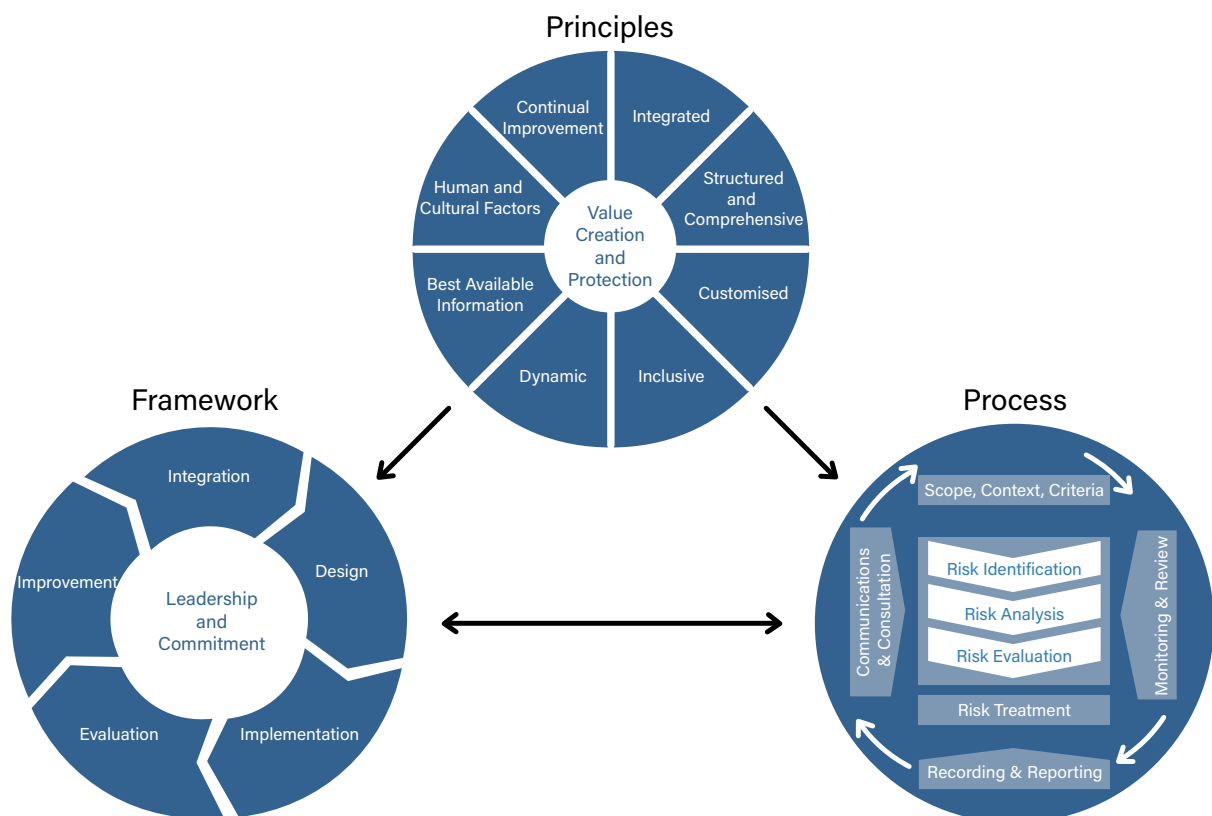 Principles
Continual
Improvement
Integrated
Human and
Cultural Factors
Structured
and
Comprehensive
Value
Creation
and
Protection
Best Available
Information
Customised
Dynamic
Inclusive
Framework
Integration
Design
Improvement
Leadership
and
Commitment
Evaluation
Implementation
Process
Scope, Context, Criteria
Communications
& Consultation
Risk Identification
Risk Analysis
Risk Evaluation
Monitoring & Review
Risk Treatment
Recording & Reporting